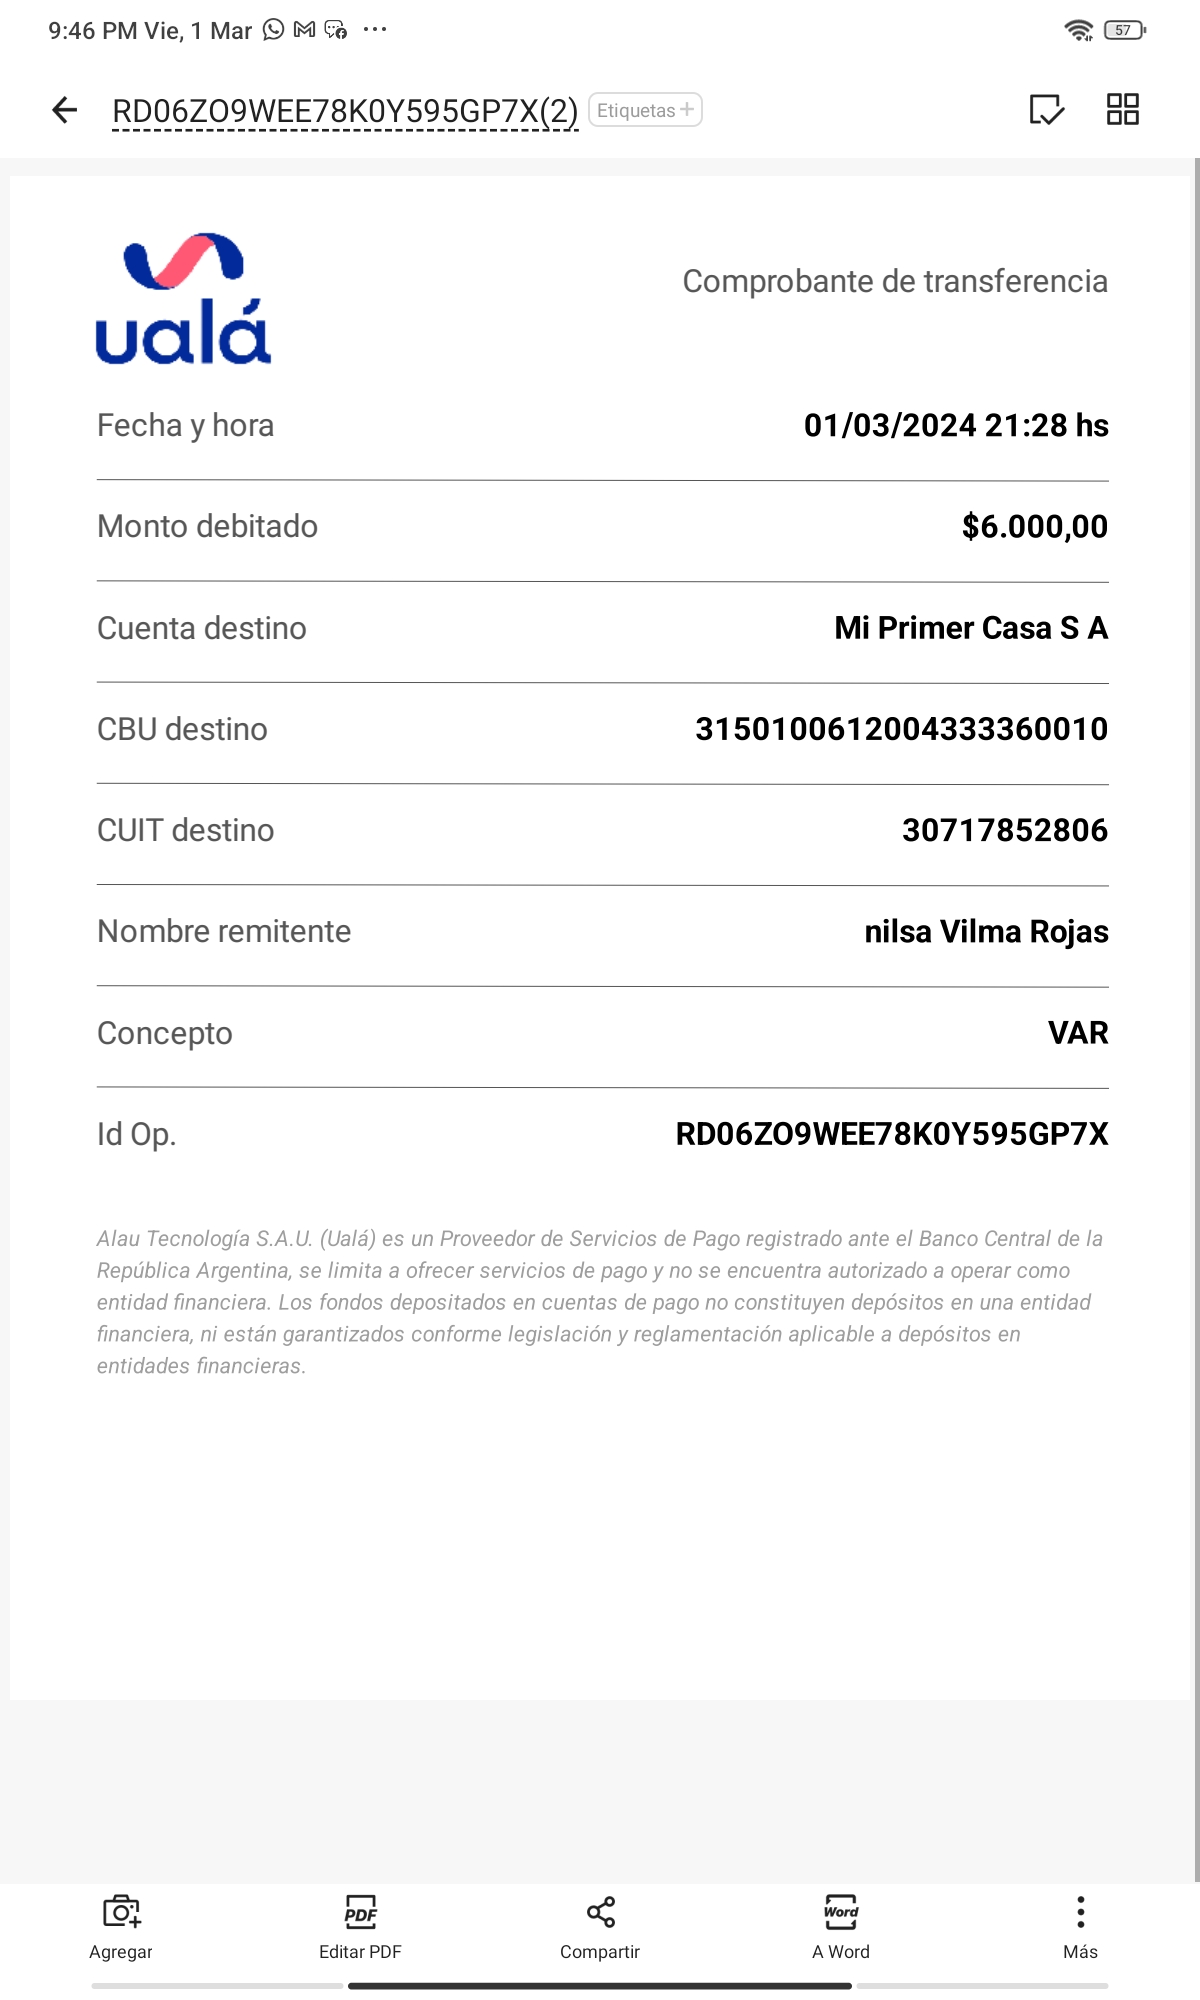 9:46 PM Vie, 1 Mar
57
RD06ZO9WEE78K0Y595GP7X(2) Etiquetas +
ualá
Comprobante de transferencia
Fecha y hora 01/03/2024 21:28 hs
Monto debitado $6.000,00
Cuenta destino Mi Primer Casa S A
CBU destino 3150100612004333360010
CUIT destino 30717852806
Nombre remitente nilsa Vilma Rojas
Concepto VAR
Id Op. RD06ZO9WEE78K0Y595GP7X
Alau Tecnología S.A.U. (Ualá) es un Proveedor de Servicios de Pago registrado ante el Banco Central de la
República Argentina, se limita a ofrecer servicios de pago y no se encuentra autorizado a operar como
entidad financiera. Los fondos depositados en cuentas de pago no constituyen depósitos en una entidad
financiera, ni están garantizados conforme legislación y reglamentación aplicable a depósitos en
entidades financieras.
PDF Word
Agregar Editar PDF Compartir A Word Más